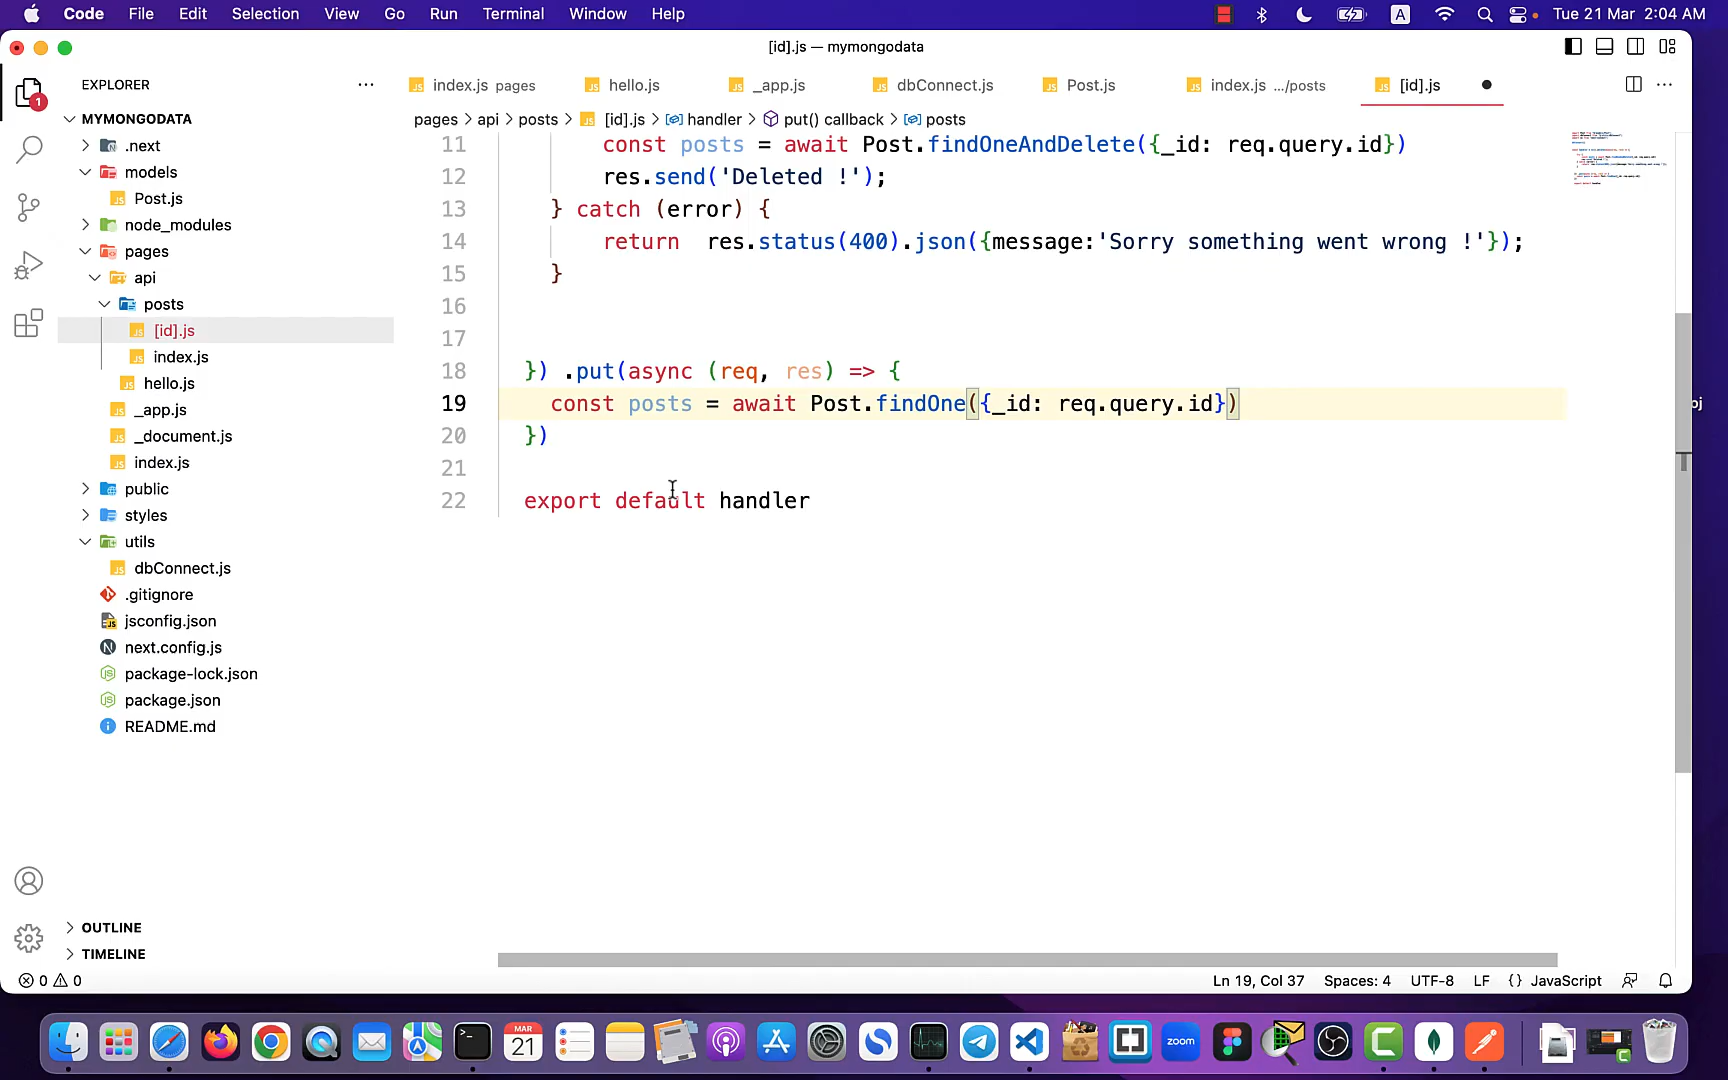 Code File Edit Selection View Go Run Terminal Window Help A Tue 21 Mar 2:04 AM
[id].js — mymongodata
1
EXPLORER
index.js pages hello.js _app.js dbConnect.js Post.js index.js .../posts [id].js
MYMONGODATA
pages > api > posts > [id].js > handler > put() callback > posts
.next
models
Post.js
node_modules
pages
api
posts
[id].js
index.js
hello.js
_app.js
_document.js
index.js
public
styles
utils
dbConnect.js
.gitignore
jsconfig.json
next.config.js
package-lock.json
package.json
README.md
OUTLINE
TIMELINE
11 const posts = await Post.findOneAndDelete({_id: req.query.id})
12 res.send('Deleted !');
13 } catch (error) {
14 return res.status(400).json({message:'Sorry something went wrong !'});
15 }
16
17
18 }) .put(async (req, res) => {
19 const posts = await Post.findOne({_id: req.query.id})
20 })
21
22 export default handler
oj
0 0 Ln 19, Col 37 Spaces: 4 UTF-8 LF {} JavaScript
MAR
21
zoom